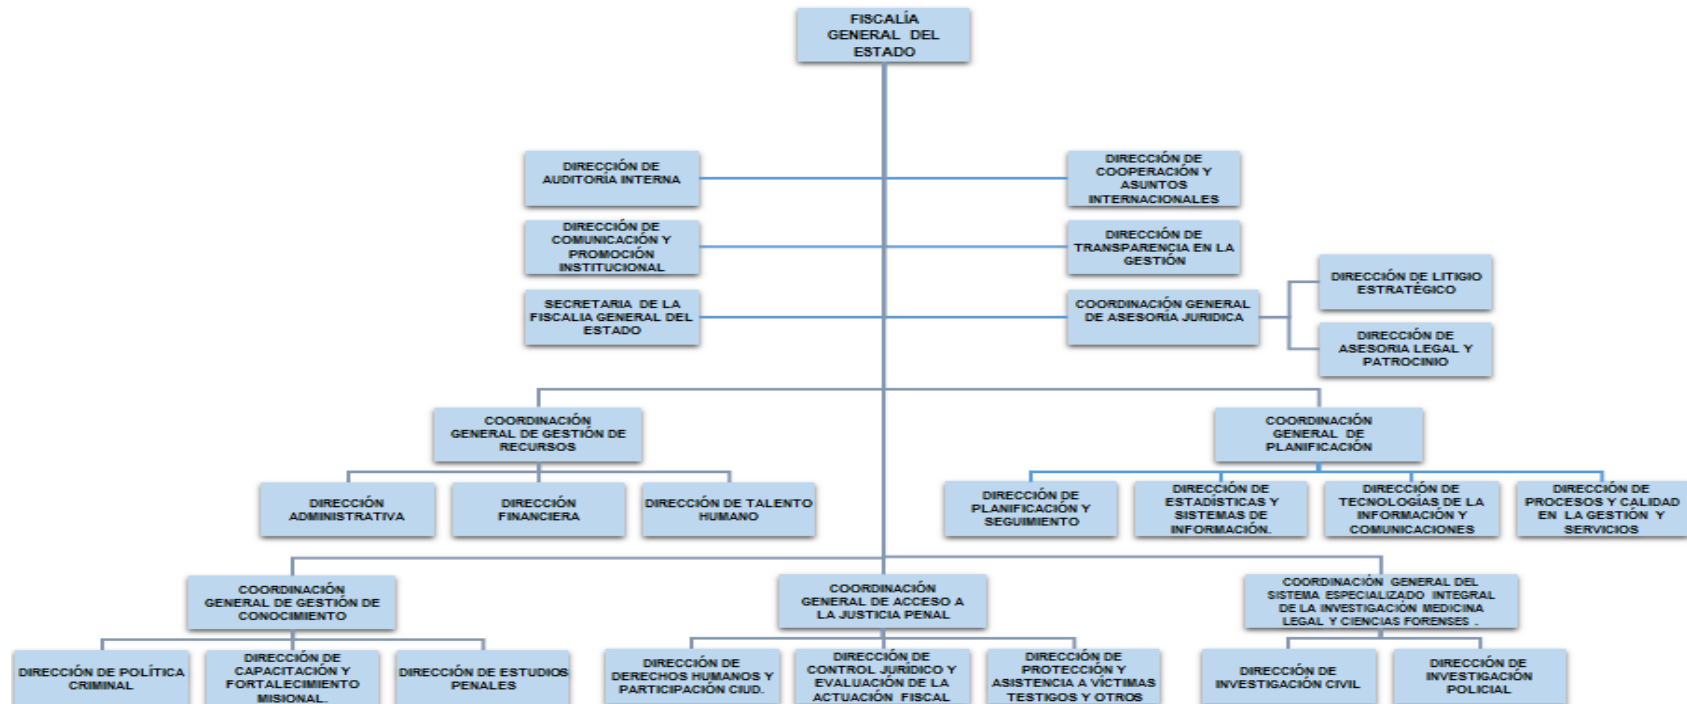 FISCALÍA
GENERAL DEL
ESTADO
DIRECCIÓN DE
AUDITORÍA INTERNA
DIRECCIÓN DE
COOPERACIÓN Y
ASUNTOS
INTERNACIONALES
DIRECCIÓN DE
COMUNICACIÓN Y
PROMOCIÓN
INSTITUCIONAL
DIRECCIÓN DE
TRANSPARENCIA EN LA
GESTIÓN
SECRETARIA DE LA
FISCALIA GENERAL DEL
ESTADO
COORDINACIÓN GENERAL
DE ASESORÍA JURIDICA
DIRECCIÓN DE LITIGIO
ESTRATÉGICO
DIRECCIÓN DE
ASESORIA LEGAL Y
PATROCINIO
COORDINACIÓN
GENERAL DE GESTIÓN DE
RECURSOS
COORDINACIÓN
GENERAL DE
PLANIFICACIÓN
DIRECCIÓN
ADMINISTRATIVA
DIRECCIÓN
FINANCIERA
DIRECCIÓN DE TALENTO
HUMANO
DIRECCIÓN DE
PLANIFICACIÓN Y
SEGUIMIENTO
DIRECCIÓN DE
ESTADÍSTICAS Y
SISTEMAS DE
INFORMACIÓN.
DIRECCIÓN DE
TECNOLOGÍAS DE LA
INFORMACIÓN Y
COMUNICACIONES
DIRECCIÓN DE
PROCESOS Y CALIDAD
EN LA GESTIÓN Y
SERVICIOS
COORDINACIÓN
GENERAL DE GESTIÓN DE
CONOCIMIENTO
COORDINACIÓN
GENERAL DE ACCESO A
LA JUSTICIA PENAL
COORDINACIÓN GENERAL DEL
SISTEMA ESPECIALIZADO INTEGRAL
DE LA INVESTIGACIÓN MEDICINA
LEGAL Y CIENCIAS FORENSES .
DIRECCIÓN DE POLÍTICA
CRIMINAL
DIRECCIÓN DE
CAPACITACIÓN Y
FORTALECIMIENTO
MISIONAL.
DIRECCIÓN DE ESTUDIOS
PENALES
DIRECCIÓN DE
DERECHOS HUMANOS Y
PARTICIPACIÓN CIUD.
DIRECCIÓN DE
CONTROL JURÍDICO Y
EVALUACIÓN DE LA
ACTUACIÓN FISCAL
DIRECCIÓN DE
PROTECCIÓN Y
ASISTENCIA A VÍCTIMAS
TESTIGOS Y OTROS
DIRECCIÓN DE
INVESTIGACIÓN CIVIL
DIRECCIÓN DE
INVESTIGACIÓN
POLICIAL